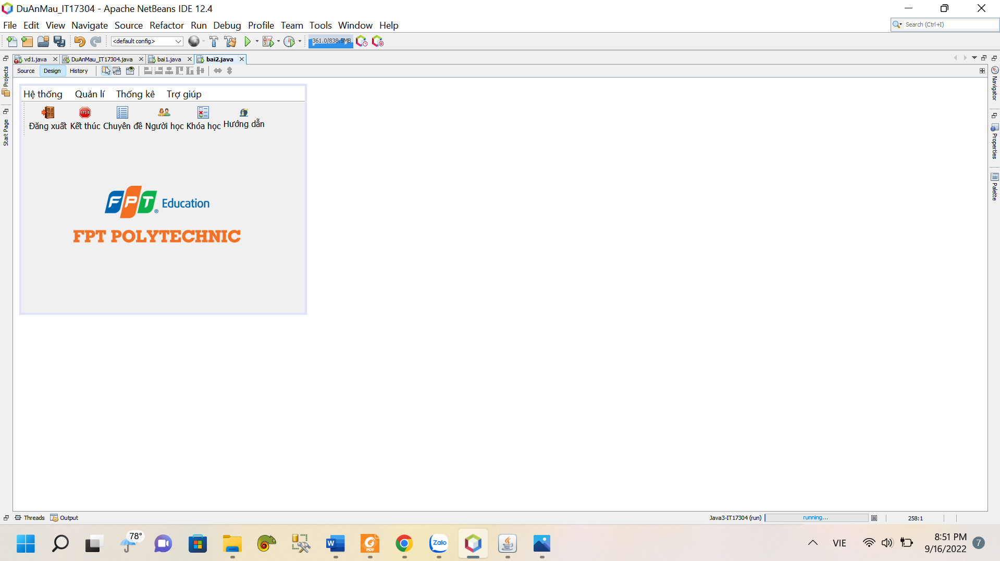 DuAnMau_IT17304 - Apache NetBeans IDE 12.4
File Edit View Navigate Source Refactor Run Debug Profile Team Tools Window Help
Search (Ctrl+I)
<default config>
361.0/838.5MB
vd1.java DuAnMau_IT17304.java bai1.java bai2.java
Source Design History
Projects
Start Page
Navigator
Properties
Palette
Hệ thống Quản lí Thống kê Trợ giúp
STOP
Đăng xuất Kết thúc Chuyên đề Người học Khóa học Hướng dẫn
FPT® Education
FPT POLYTECHNIC
Threads Output
Java3-IT17304 (run) running... 258:1
78°
W
PDF
Zalo
VIE
8:51 PM
9/16/2022
7